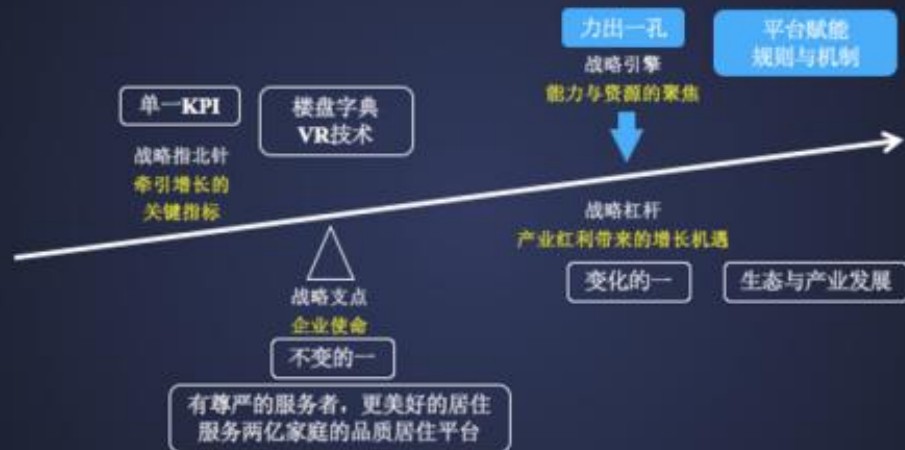 力出一孔
平台赋能
规则与机制
战略引擎
能力与资源的聚焦
单一KPI
楼盘字典
VR技术
战略指北针
牵引增长的
关键指标
战略杠杆
产业红利带来的增长机遇
变化的一
生态与产业发展
战略支点
企业使命
不变的一
有尊严的服务者，更美好的居住
服务两亿家庭的品质居住平台